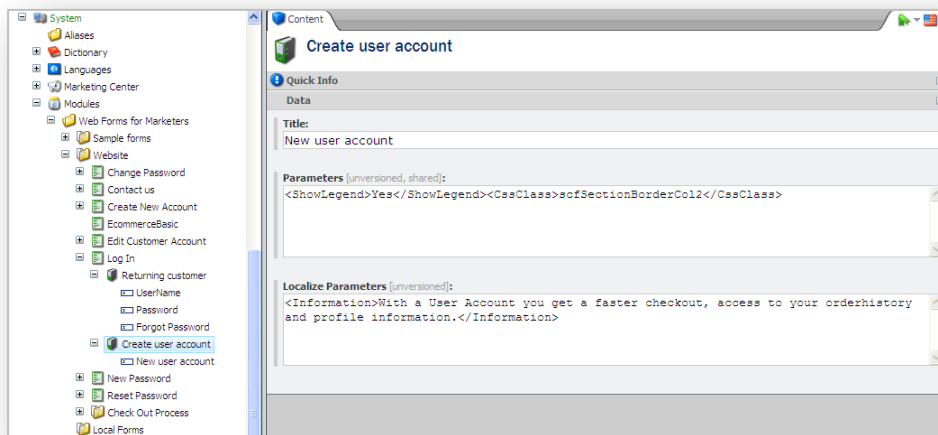 System
Aliases
Dictionary
Languages
Marketing Center
Modules
Web Forms for Marketers
Sample forms
Website
Change Password
Contact us
Create New Account
EcommerceBasic
Edit Customer Account
Log In
Returning customer
UserName
Password
Forgot Password
Create user account
New user account
New Password
Reset Password
Check Out Process
Local Forms
Content
Create user account
Quick Info
Data
Title:
New user account
Parameters [unversioned, shared]:
<ShowLegend>Yes</ShowLegend><CssClass>scfSectionBorderCol2</CssClass>
Localize Parameters [unversioned]:
<Information>With a User Account you get a faster checkout, access to your orderhistory
and profile information.</Information>